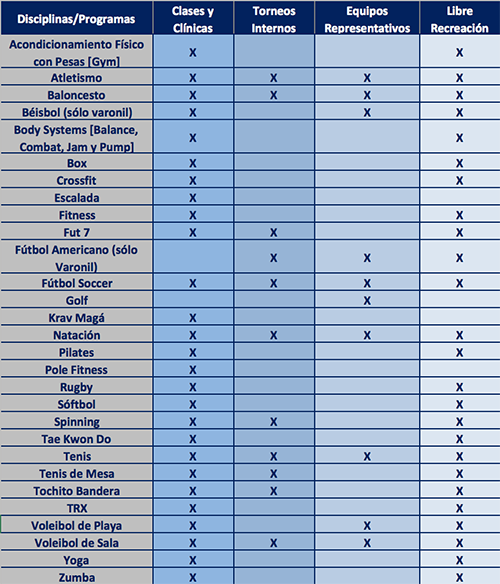 Disciplinas/Programas Clases y Clínicas Torneos Internos Equipos Representativos Libre Recreación
Acondicionamiento Físico con Pesas [Gym] X X
Atletismo X X X X
Baloncesto X X X X
Béisbol (sólo varonil) X X X
Body Systems [Balance, Combat, Jam y Pump] X X
Box X X
Crossfit X X
Escalada X
Fitness X X
Fut 7 X X X
Fútbol Americano (sólo Varonil) X X X
Fútbol Soccer X X X X
Golf X
Krav Magá X
Natación X X X X
Pilates X X
Pole Fitness X
Rugby X X
Sóftbol X X
Spinning X X X
Tae Kwon Do X X
Tenis X X X X
Tenis de Mesa X X X
Tochito Bandera X X X
TRX X X
Voleibol de Playa X X X
Voleibol de Sala X X X X
Yoga X X
Zumba X X